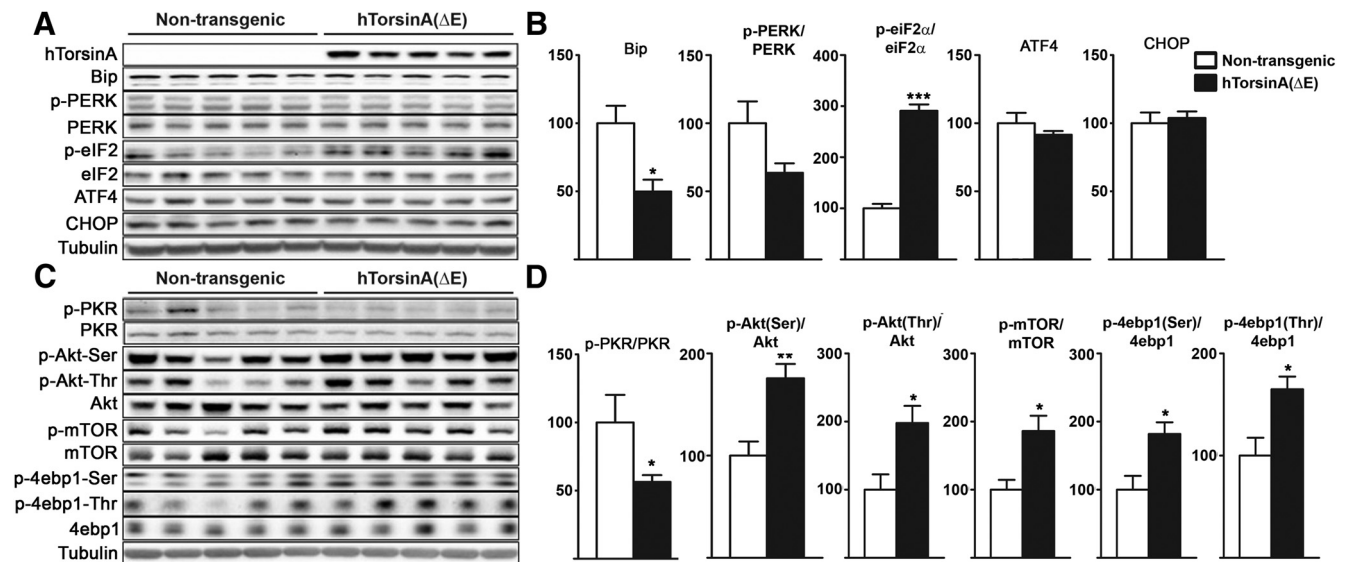 A
Non-transgenic
hTorsinA(ΔE)
hTorsinA
Bip
p-PERK
PERK
p-eIF2
eIF2
ATF4
CHOP
Tubulin
B
Bip
150
100
50
*
p-PERK/
PERK
150
100
50
p-eiF2α/
eiF2α
400
300
200
100
***
ATF4
150
100
50
CHOP
150
100
50
Non-transgenic
hTorsinA(ΔE)
C
Non-transgenic
hTorsinA(ΔE)
p-PKR
PKR
p-Akt-Ser
p-Akt-Thr
Akt
p-mTOR
mTOR
p-4ebp1-Ser
p-4ebp1-Thr
4ebp1
Tubulin
D
p-PKR/PKR
150
100
50
*
p-Akt(Ser)/
Akt
200
100
**
p-Akt(Thr)/
Akt
300
200
100
*
p-mTOR/
mTOR
300
200
100
*
p-4ebp1(Ser)/
4ebp1
300
200
100
*
p-4ebp1(Thr)/
4ebp1
200
100
*